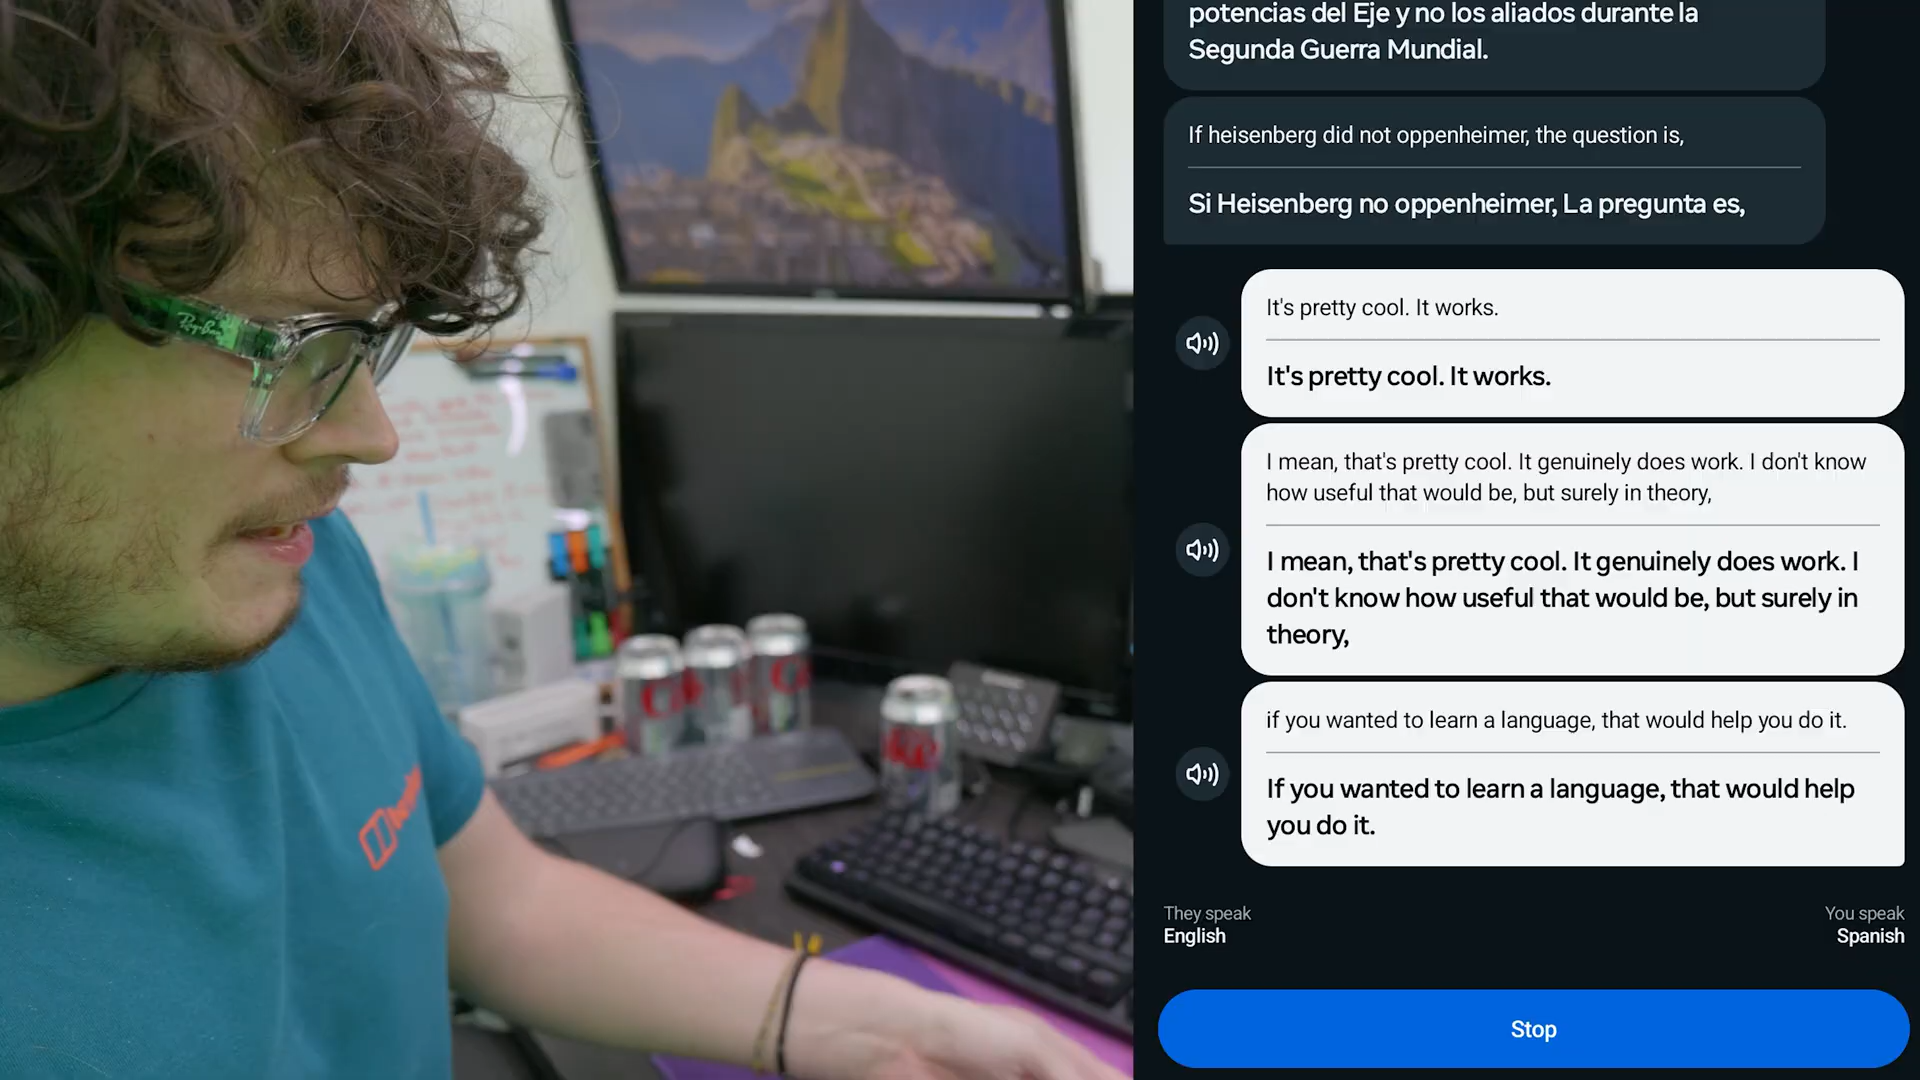 potencias del Eje y no los aliados durante la
Segunda Guerra Mundial.
If heisenberg did not oppenheimer, the question is,
Si Heisenberg no oppenheimer, La pregunta es,
It's pretty cool. It works.
It's pretty cool. It works.
I mean, that's pretty cool. It genuinely does work. I don't know
how useful that would be, but surely in theory,
I mean, that's pretty cool. It genuinely does work. I
don't know how useful that would be, but surely in
theory,
if you wanted to learn a language, that would help you do it.
If you wanted to learn a language, that would help
you do it.
They speak
English
You speak
Spanish
Stop
Ray-Ban